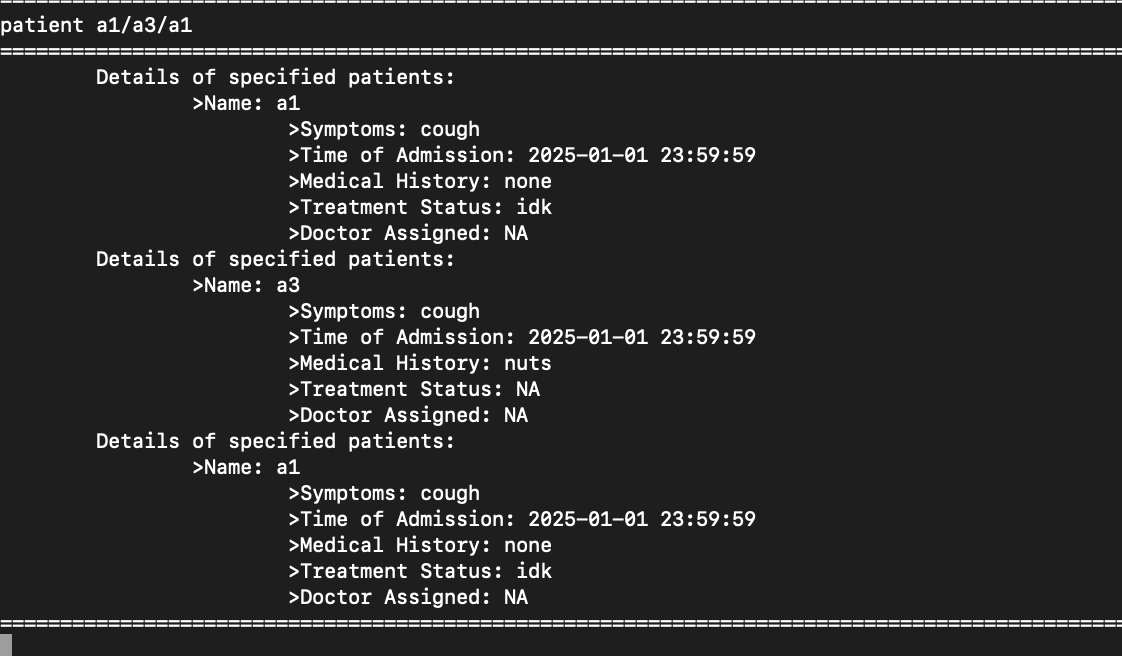 patient a1/a3/a1
Details of specified patients:
>Name: a1
>Symptoms: cough
>Time of Admission: 2025-01-01 23:59:59
>Medical History: none
>Treatment Status: idk
>Doctor Assigned: NA
Details of specified patients:
>Name: a3
>Symptoms: cough
>Time of Admission: 2025-01-01 23:59:59
>Medical History: nuts
>Treatment Status: NA
>Doctor Assigned: NA
Details of specified patients:
>Name: a1
>Symptoms: cough
>Time of Admission: 2025-01-01 23:59:59
>Medical History: none
>Treatment Status: idk
>Doctor Assigned: NA